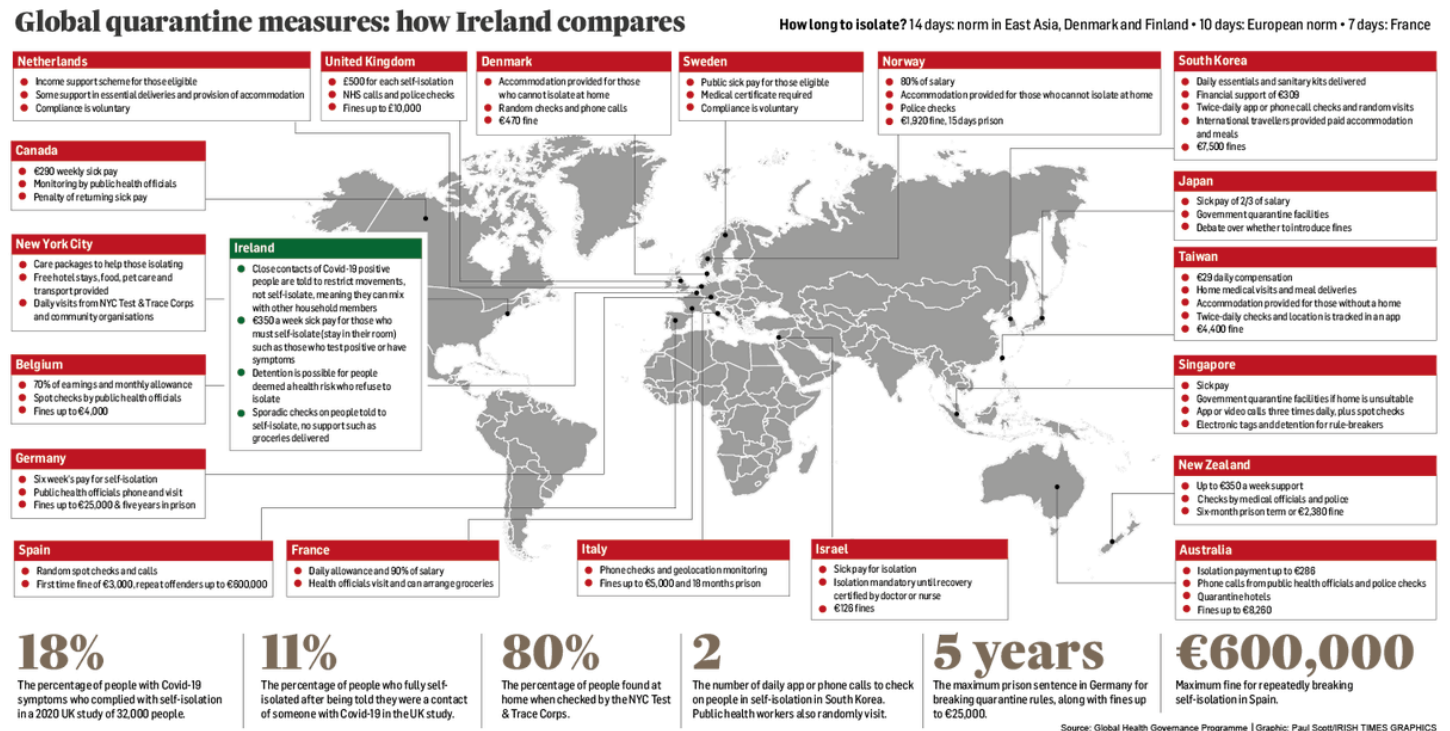 Global quarantine measures: how Ireland compares
How long to isolate? 14 days: norm in East Asia, Denmark and Finland • 10 days: European norm • 7 days: France
Netherlands
Income support scheme for those eligible
Some support in essential deliveries and provision of accommodation
Compliance is voluntary
United Kingdom
£500 for each self-isolation
NHS calls and police checks
Fines up to £10,000
Denmark
Accommodation provided for those
who cannot isolate at home
Random checks and phone calls
€470 fine
Sweden
Public sick pay for those eligible
Medical certificate required
Compliance is voluntary
Norway
80% of salary
Accommodation provided for those who cannot isolate at home
Police checks
€1,920 fine, 15 days prison
South Korea
Daily essentials and sanitary kits delivered
Financial support of €309
Twice-daily app or phone call checks and random visits
International travellers provided paid accommodation
and meals
€7,500 fines
Canada
€290 weekly sick pay
Monitoring by public health officials
Penalty of returning sick pay
Japan
Sick pay of 2/3 of salary
Government quarantine facilities
Debate over whether to introduce fines
New York City
Care packages to help those isolating
Free hotel stays, food, pet care and
transport provided
Daily visits from NYC Test & Trace Corps
and community organisations
Ireland
Close contacts of Covid-19 positive
people are told to restrict movements,
not self-isolate, meaning they can mix
with other household members
€350 a week sick pay for those who
must self-isolate (stay in their room)
such as those who test positive or have
symptoms
Detention is possible for people
deemed a health risk who refuse to
isolate
Sporadic checks on people told to
self-isolate, no support such as
groceries delivered
Taiwan
€29 daily compensation
Home medical visits and meal deliveries
Accommodation provided for those without a home
Twice-daily checks and location is tracked in an app
€4,400 fine
Belgium
70% of earnings and monthly allowance
Spot checks by public health officials
Fines up to €4,000
Singapore
Sick pay
Government quarantine facilities if home is unsuitable
App or video calls three times daily, plus spot checks
Electronic tags and detention for rule-breakers
Germany
Six week's pay for self-isolation
Public health officials phone and visit
Fines up to €25,000 & five years in prison
New Zealand
Up to €350 a week support
Checks by medical officials and police
Six-month prison term or €2,380 fine
Spain
Random spot checks and calls
First time fine of €3,000, repeat offenders up to €600,000
France
Daily allowance and 90% of salary
Health officials visit and can arrange groceries
Italy
Phone checks and geolocation monitoring
Fines up to €5,000 and 18 months prison
Israel
Sick pay for isolation
Isolation mandatory until recovery
certified by doctor or nurse
€126 fines
Australia
Isolation payment up to €286
Phone calls from public health officials and police checks
Quarantine hotels
Fines up to €8,260
18%
The percentage of people with Covid-19
symptoms who complied with self-isolation
in a 2020 UK study of 32,000 people.
11%
The percentage of people who fully self-
isolated after being told they were a contact
of someone with Covid-19 in the UK study.
80%
The percentage of people found at
home when checked by the NYC Test
& Trace Corps.
2
The number of daily app or phone calls to check
on people in self-isolation in South Korea.
Public health workers also randomly visit.
5 years
The maximum prison sentence in Germany for
breaking quarantine rules, along with fines up
to €25,000.
€600,000
Maximum fine for repeatedly breaking
self-isolation in Spain.
Source: Global Health Governance Programme | Graphic: Paul Scott/IRISH TIMES GRAPHICS